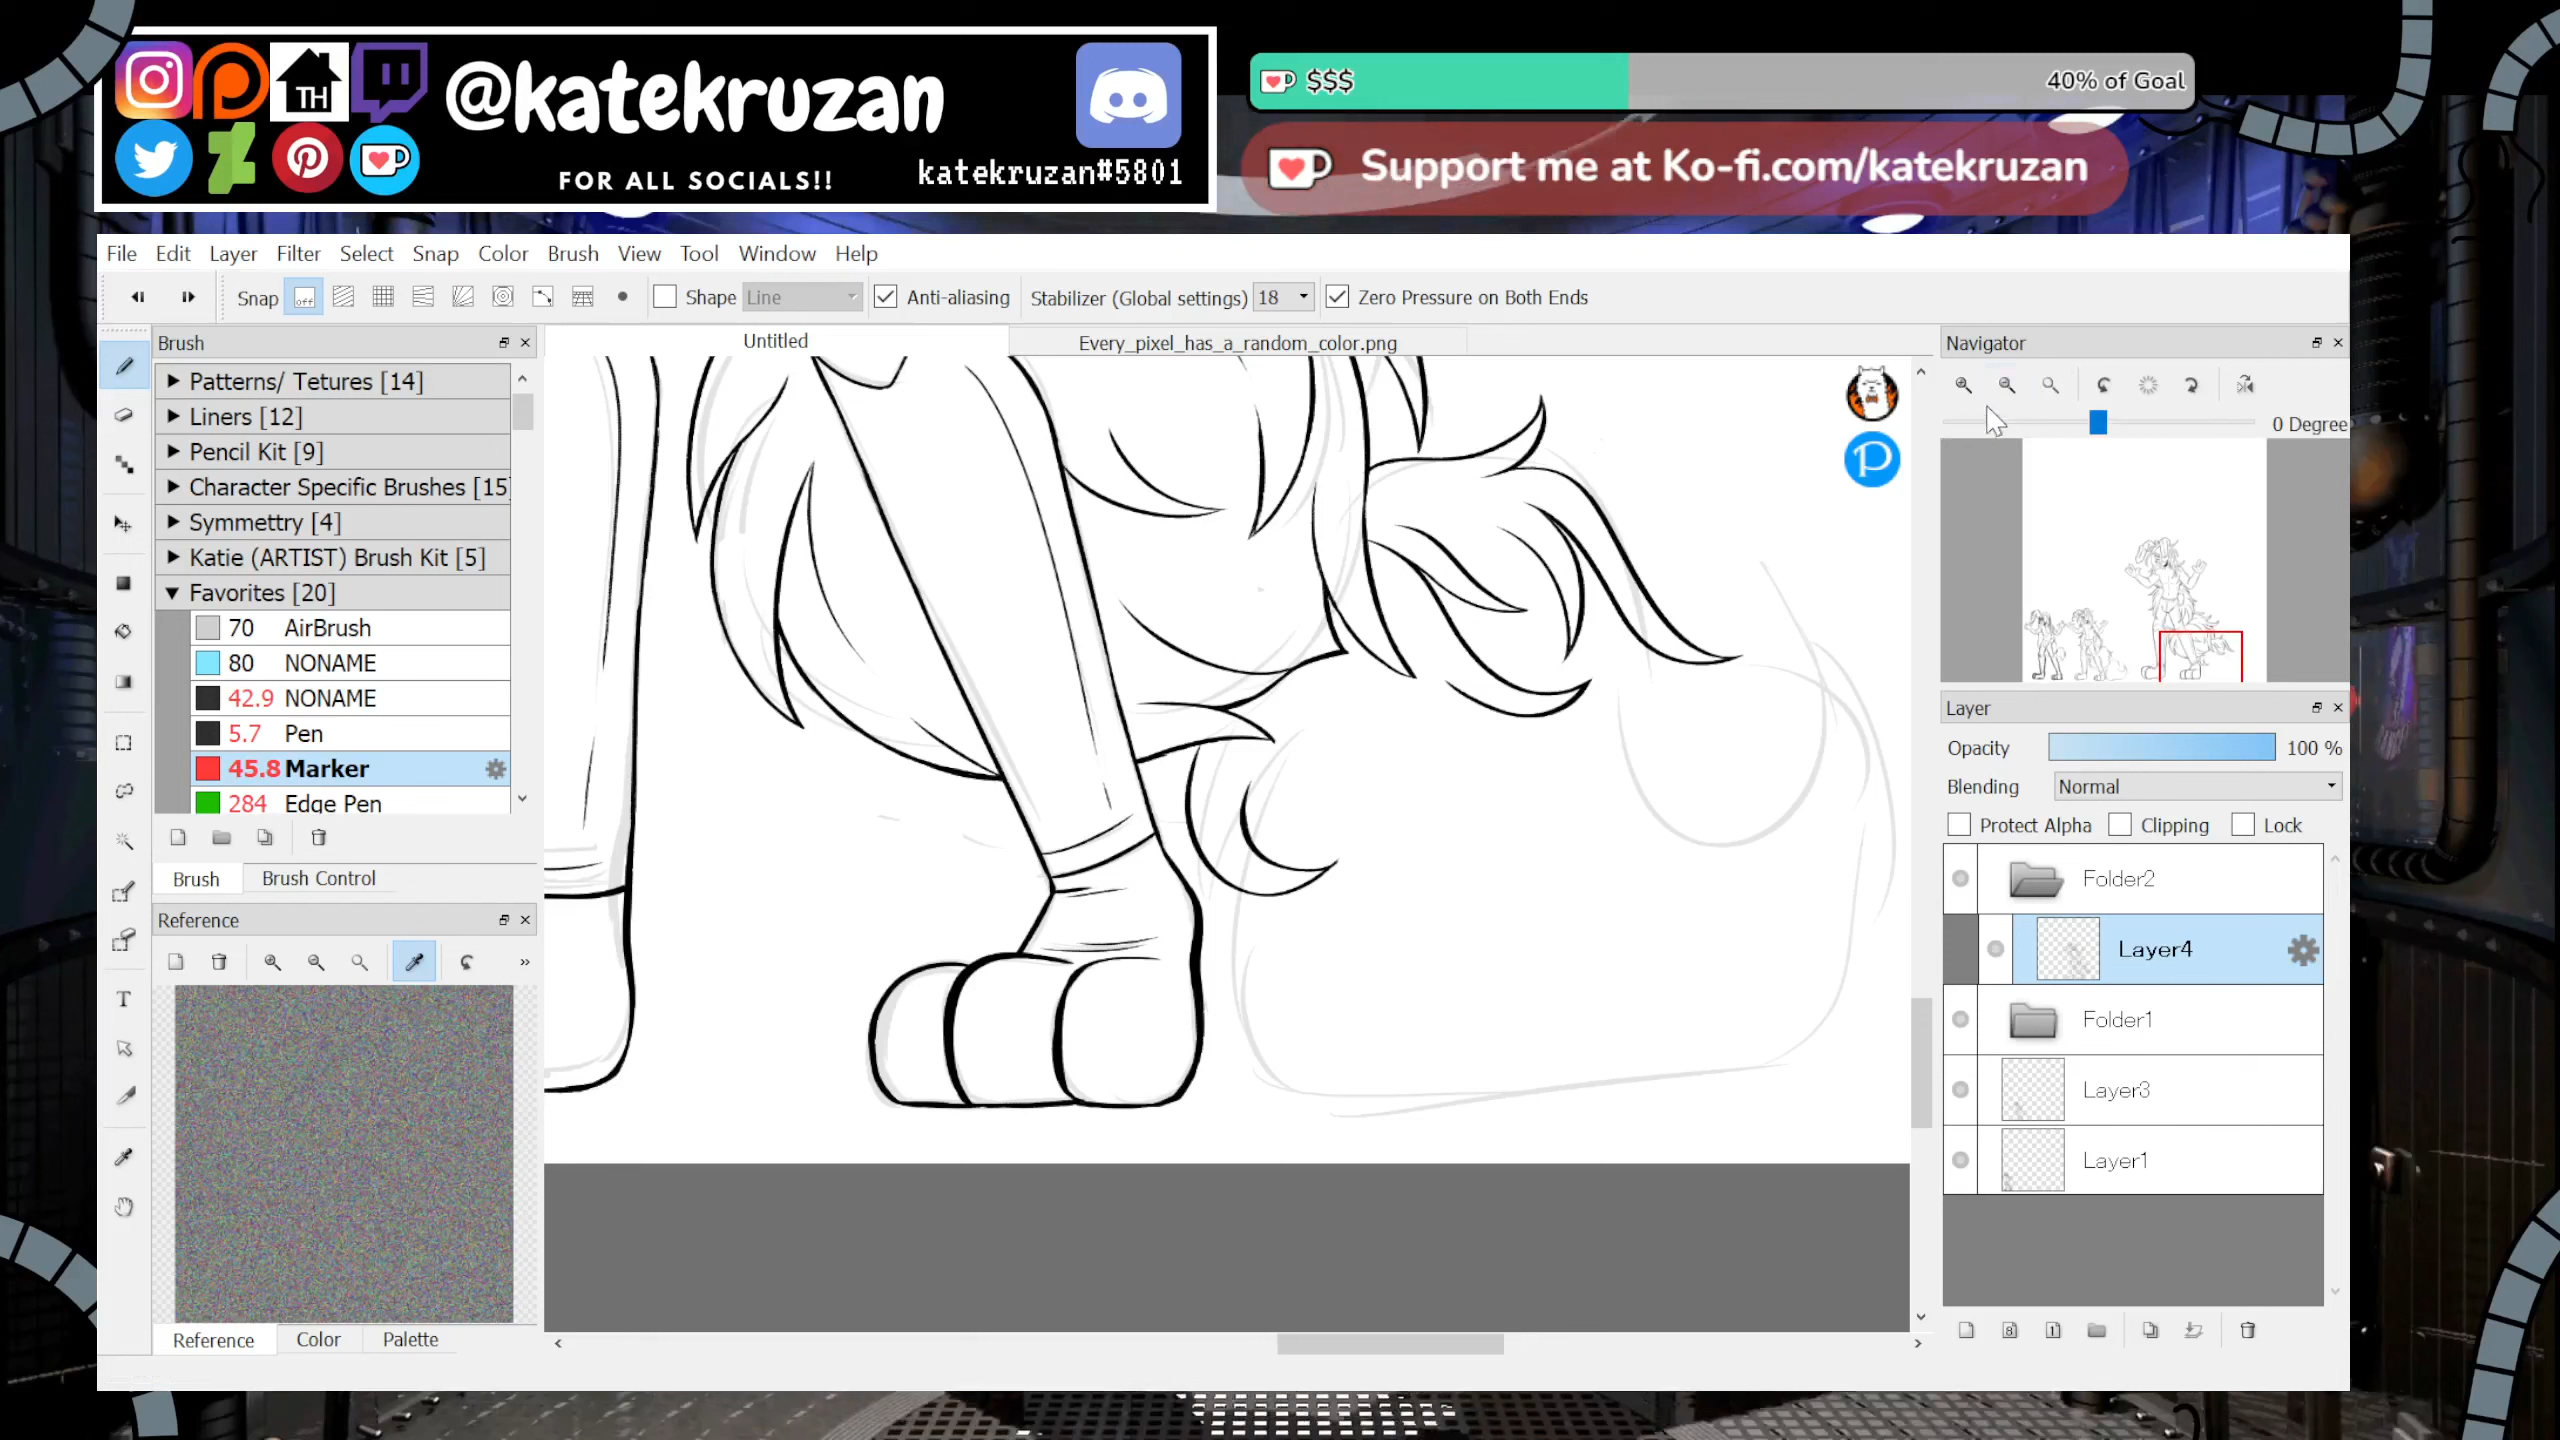 @katekruzan
FOR ALL SOCIALS!!
katekruzan#5801
TH
$$$
40% of Goal
Support me at Ko-fi.com/katekruzan
File Edit Layer Filter Select Snap Color Brush View Tool Window Help
Snap off Shape Line Anti-aliasing Stabilizer (Global settings) 18 Zero Pressure on Both Ends
Brush
Patterns/ Tetures [14]
Liners [12]
Pencil Kit [9]
Character Specific Brushes [15]
Symmettry [4]
Katie (ARTIST) Brush Kit [5]
Favorites [20]
70 AirBrush
80 NONAME
42.9 NONAME
5.7 Pen
45.8 Marker
284 Edge Pen
Brush Brush Control
Reference
Reference Color Palette
Untitled
Every_pixel_has_a_random_color.png
Navigator
0 Degree
Layer
Opacity 100 %
Blending Normal
Protect Alpha Clipping Lock
Folder2
Layer4
Folder1
Layer3
Layer1